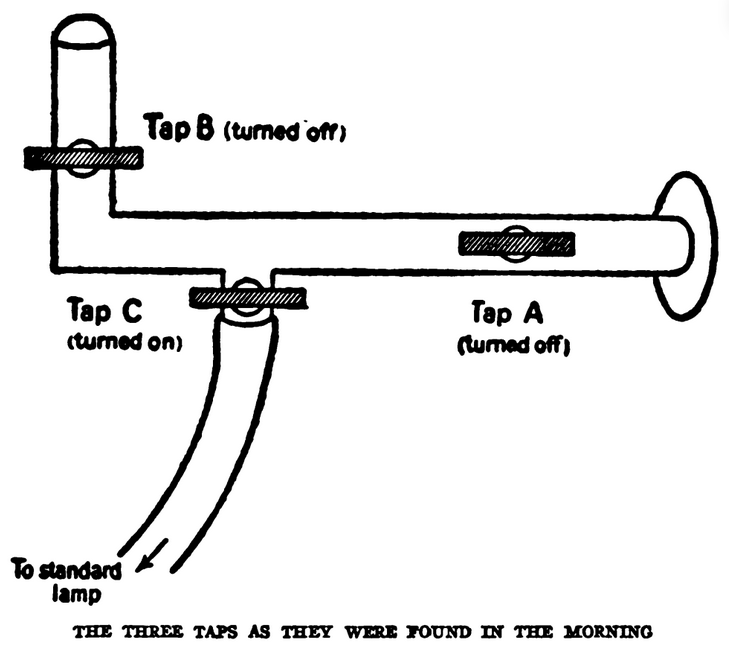 Tap B (turned off)
Tap C
(turned on)
Tap A
(turned off)
To standard
lamp
THE THREE TAPS AS THEY WERE FOUND IN THE MORNING